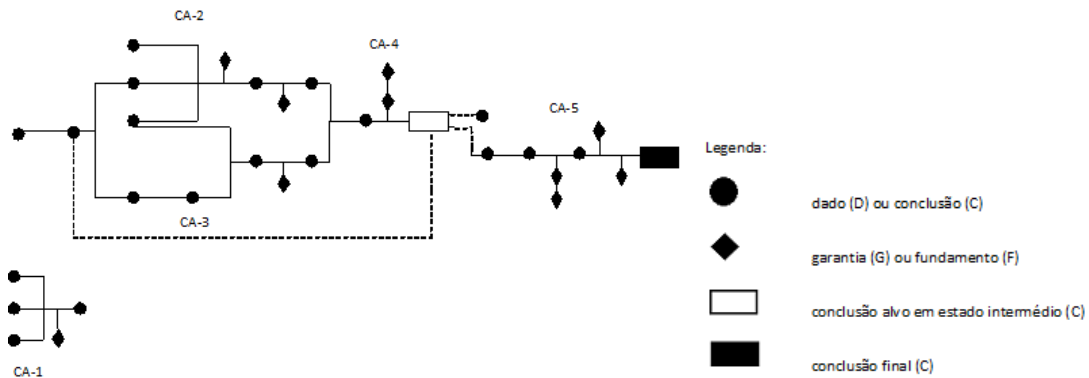 CA-2
CA-4
CA-5
CA-3
CA-1
Legenda:
dado (D) ou conclusão (C)
garantia (G) ou fundamento (F)
conclusão alvo em estado intermédio (C)
conclusão final (C)